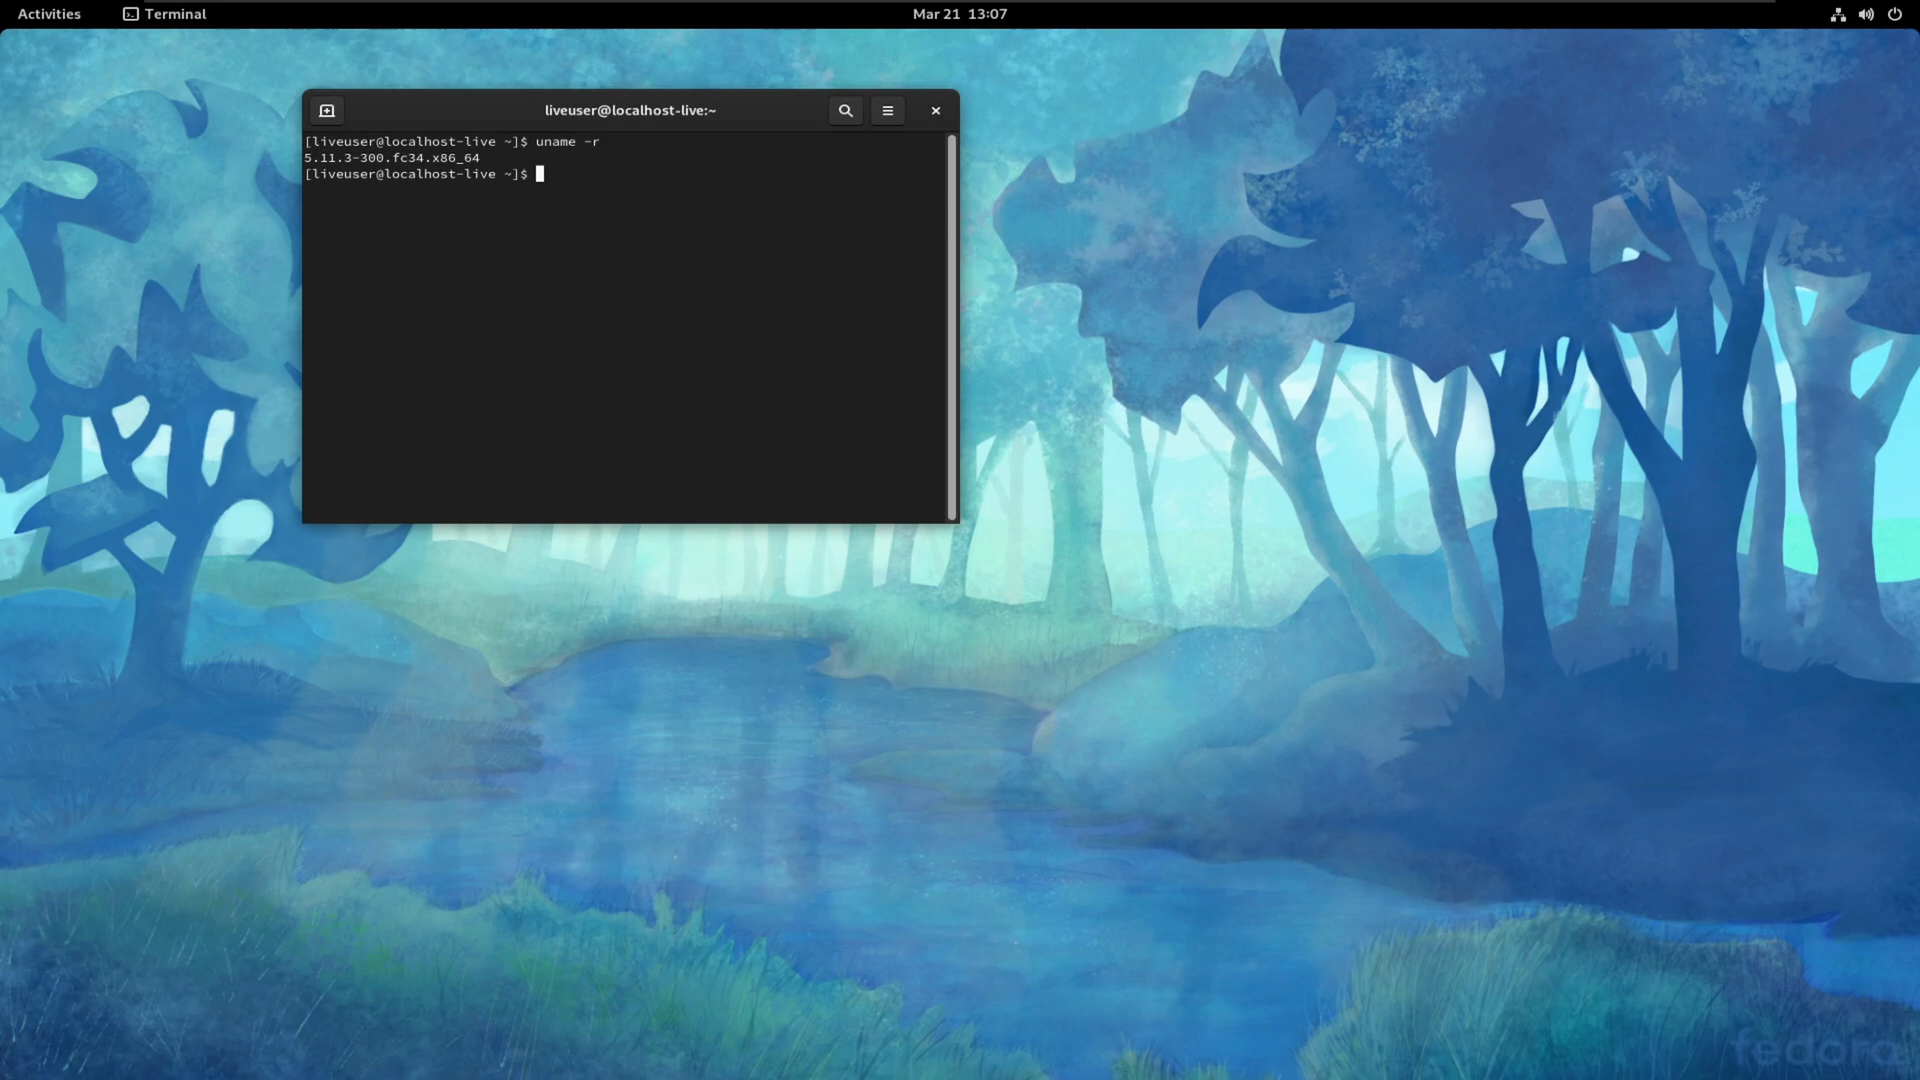 Activities
Terminal
Mar 21 13:07
liveuser@localhost-live:~
[liveuser@localhost-live ~]$ uname -r
5.11.3-300.fc34.x86_64
[liveuser@localhost-live ~]$
fedora